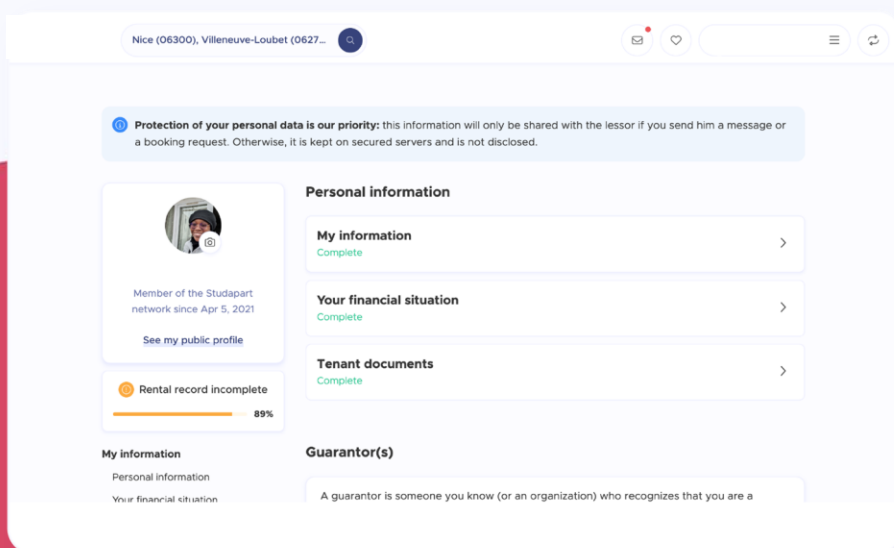 Nice (06300), Villeneuve-Loubet (0627...
Protection of your personal data is our priority: this information will only be shared with the lessor if you send him a message or
a booking request. Otherwise, it is kept on secured servers and is not disclosed.
Member of the Studapart
network since Apr 5, 2021
See my public profile
Rental record incomplete
89%
My information
Personal information
Your financial situation
Personal information
My information
Complete
Your financial situation
Complete
Tenant documents
Complete
Guarantor(s)
A guarantor is someone you know (or an organization) who recognizes that you are a